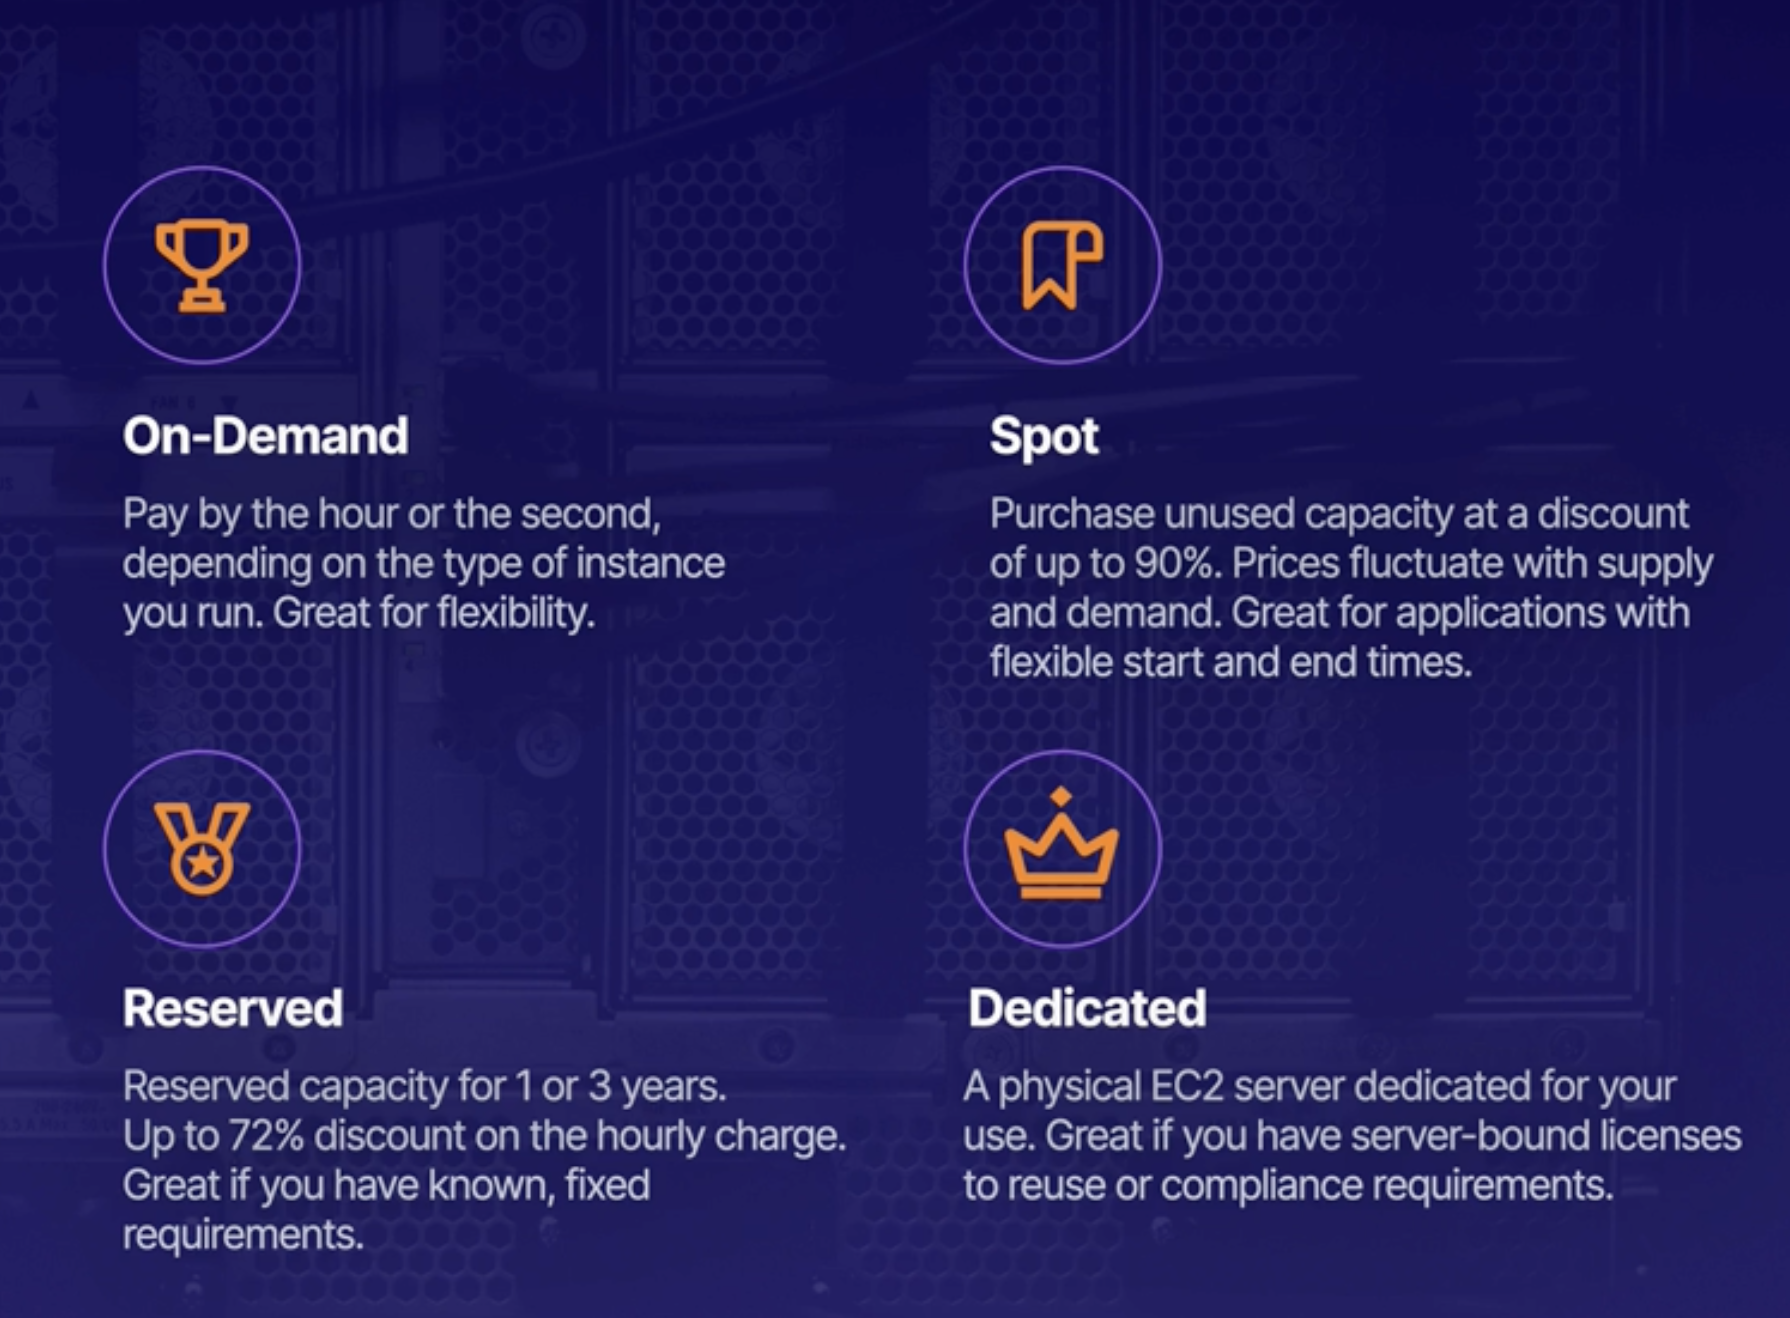 On-Demand
Pay by the hour or the second,
depending on the type of instance
you run. Great for flexibility.
Spot
Purchase unused capacity at a discount
of up to 90%. Prices fluctuate with supply
and demand. Great for applications with
flexible start and end times.
Reserved
Reserved capacity for 1 or 3 years.
Up to 72% discount on the hourly charge.
Great if you have known, fixed
requirements.
Dedicated
A physical EC2 server dedicated for your
use. Great if you have server-bound licenses
to reuse or compliance requirements.